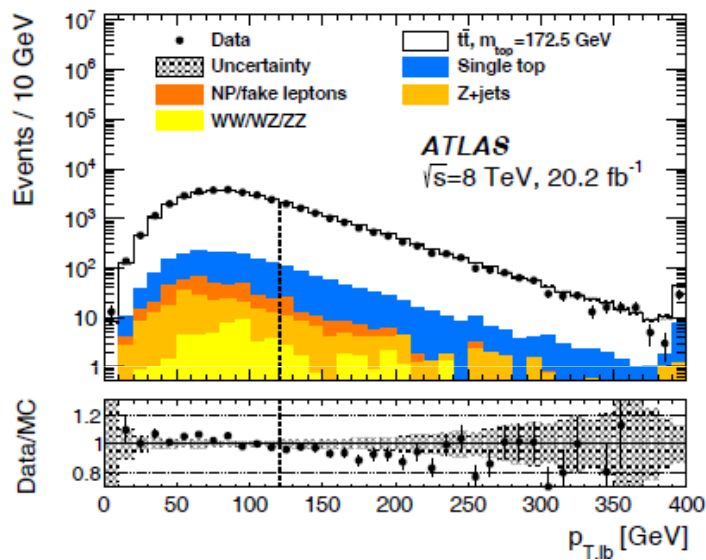 Data
tt̄, m_top=172.5 GeV
Uncertainty
Single top
NP/fake leptons
Z+jets
WW/WZ/ZZ
ATLAS
√s=8 TeV, 20.2 fb⁻¹
Events / 10 GeV
10⁷
10⁶
10⁵
10⁴
10³
10²
10
1
Data/MC
1.2
1
0.8
0 50 100 150 200 250 300 350 400
p_T,lb [GeV]